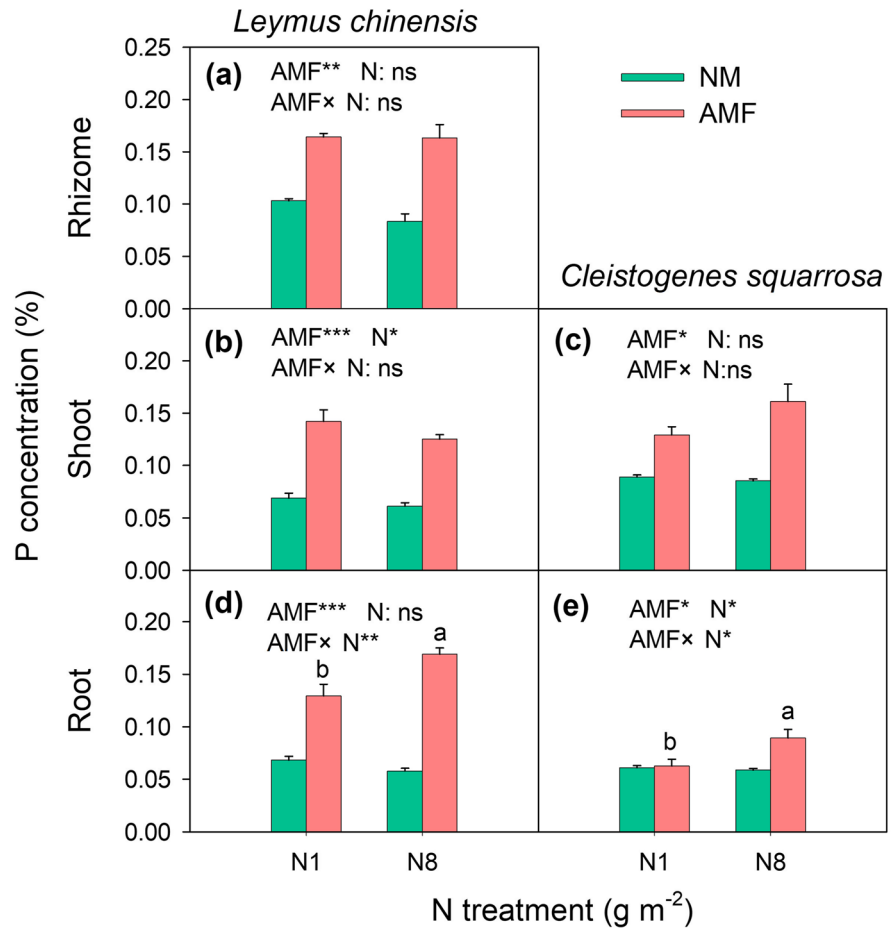 Leymus chinensis
NM
AMF
Cleistogenes squarrosa
P concentration (%)
Rhizome
0.25
0.20
0.15
0.10
0.05
0.00
(a)
AMF** N: ns
AMF× N: ns
Shoot
0.20
0.15
0.10
0.05
0.00
(b)
AMF*** N*
AMF× N: ns
(c)
AMF* N: ns
AMF× N:ns
Root
0.20
0.15
0.10
0.05
0.00
(d)
AMF*** N: ns
AMF× N**
b
a
(e)
AMF* N*
AMF× N*
b
a
N1 N8 N1 N8
N treatment (g m⁻²)